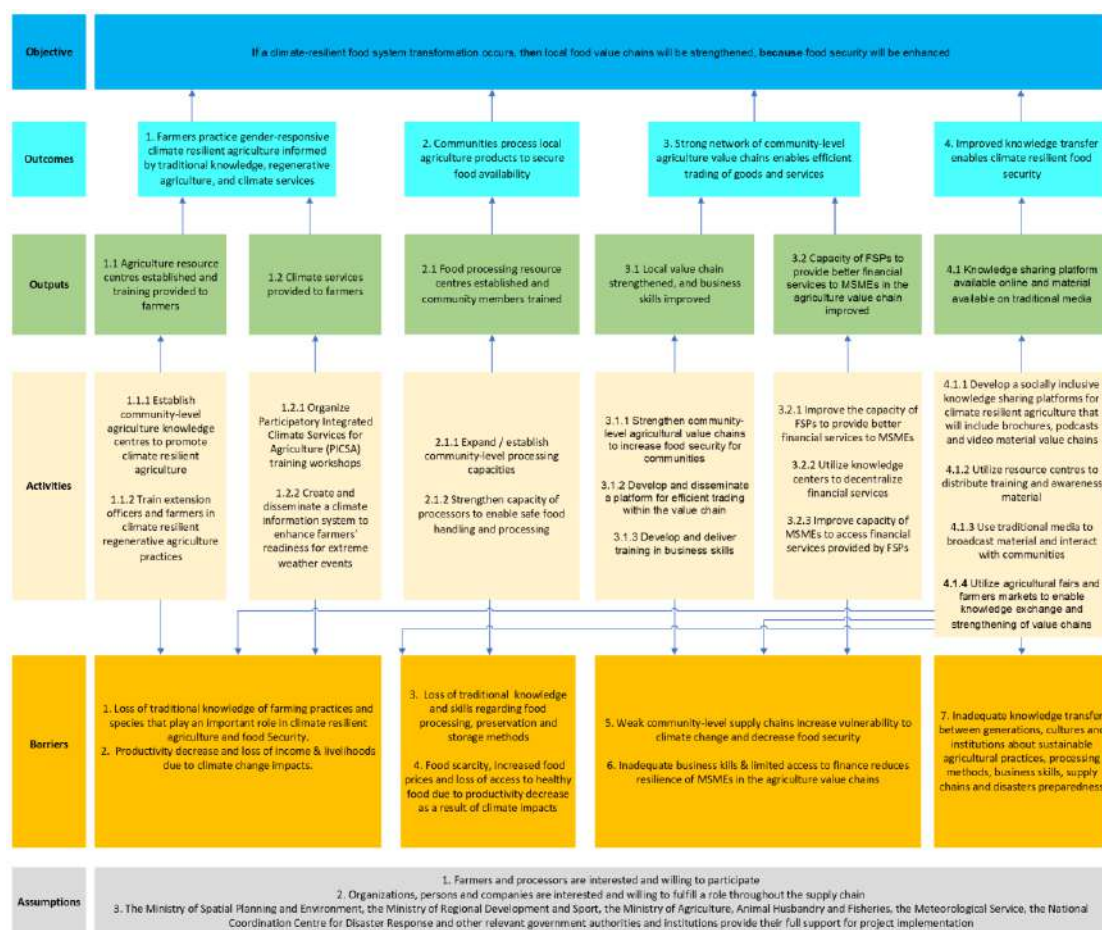 Objective
If a climate-resilient food system transformation occurs, then local food value chains will be strengthened, because food security will be enhanced
Outcomes
1. Farmers practice gender-responsive
climate resilient agriculture informed
by traditional knowledge, regenerative
agriculture, and climate services
2. Communities process local
agriculture products to secure
food availability
3. Strong network of community-level
agriculture value chains enables efficient
trading of goods and services
4. Improved knowledge transfer
enables climate resilient food
security
Outputs
1.1 Agriculture resource
centres established and
training provided to
farmers
1.2 Climate services
provided to farmers
2.1 Food processing resource
centres established and
community members trained
3.1 Local value chain
strengthened, and business
skills improved
3.2 Capacity of FSPs to
provide better financial
services to MSMEs in the
agriculture value chain
improved
4.1 Knowledge sharing platform
available online and material
available on traditional media
Activities
1.1.1 Establish
community-level
agriculture knowledge
centres to promote
climate resilient
agriculture
1.1.2 Train extension
officers and farmers in
climate resilient
regenerative agriculture
practices
1.2.1 Organize
Participatory Integrated
Climate Services for
Agriculture (PICSA)
training workshops
1.2.2 Create and
disseminate a climate
information system to
enhance farmers'
readiness for extreme
weather events
2.1.1 Expand / establish
community-level processing
capacities
2.1.2 Strengthen capacity of
processors to enable safe food
handling and processing
3.1.1 Strengthen community-
level agricultural value chains
to increase food security for
communities
3.1.2 Develop and disseminate
a platform for efficient trading
within the value chain
3.1.3 Develop and deliver
training in business skills
3.2.1 Improve the capacity of
FSPs to provide better
financial services to MSMEs
3.2.2 Utilize knowledge
centers to decentralize
financial services
3.2.3 Improve capacity of
MSMEs to access financial
services provided by FSPs
4.1.1 Develop a socially inclusive
knowledge sharing platforms for
climate resilient agriculture that
will include brochures, podcasts
and video material value chains
4.1.2 Utilize resource centres to
distribute training and awareness
material
4.1.3 Use traditional media to
broadcast material and interact
with communities
4.1.4 Utilize agricultural fairs and
farmers markets to enable
knowledge exchange and
strengthening of value chains
Barriers
1. Loss of traditional knowledge of farming practices and
species that play an important role in climate resilient
agriculture and food Security.
2. Productivity decrease and loss of income & livelihoods
due to climate change impacts.
3. Loss of traditional knowledge
and skills regarding food
processing, preservation and
storage methods
4. Food scarcity, increased food
prices and loss of access to healthy
food due to productivity decrease
as a result of climate impacts
5. Weak community-level supply chains increase vulnerability to
climate change and decrease food security
6. Inadequate business kills & limited access to finance reduces
resilience of MSMEs in the agriculture value chains
7. Inadequate knowledge transfer
between generations, cultures and
institutions about sustainable
agricultural practices, processing
methods, business skills, supply
chains and disasters preparedness
Assumptions
1. Farmers and processors are interested and willing to participate
2. Organizations, persons and companies are interested and willing to fulfill a role throughout the supply chain
3. The Ministry of Spatial Planning and Environment, the Ministry of Regional Development and Sport, the Ministry of Agriculture, Animal Husbandry and Fisheries, the Meteorological Service, the National
Coordination Centre for Disaster Response and other relevant government authorities and institutions provide their full support for project implementation